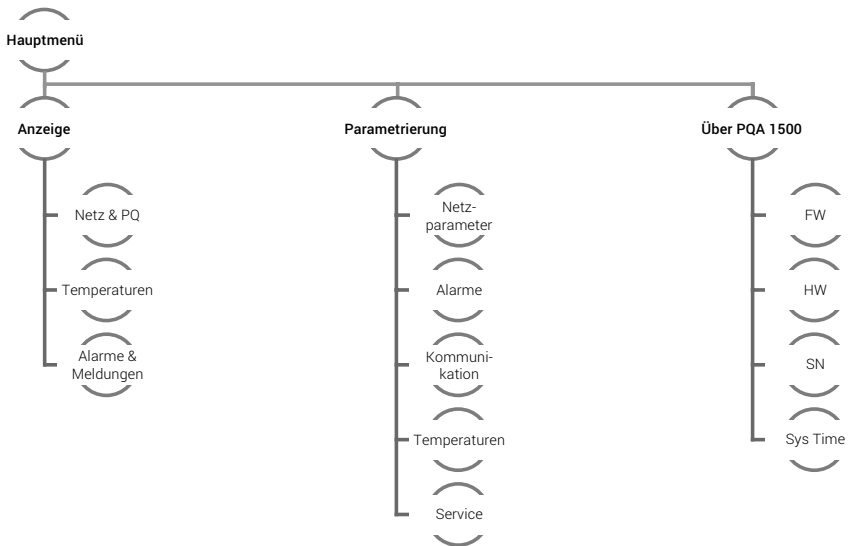 Hauptmenü
Anzeige
Netz & PQ
Temperaturen
Alarme &
Meldungen
Parametrierung
Netz-
parameter
Alarme
Kommuni-
kation
Temperaturen
Service
Über PQA 1500
FW
HW
SN
Sys Time